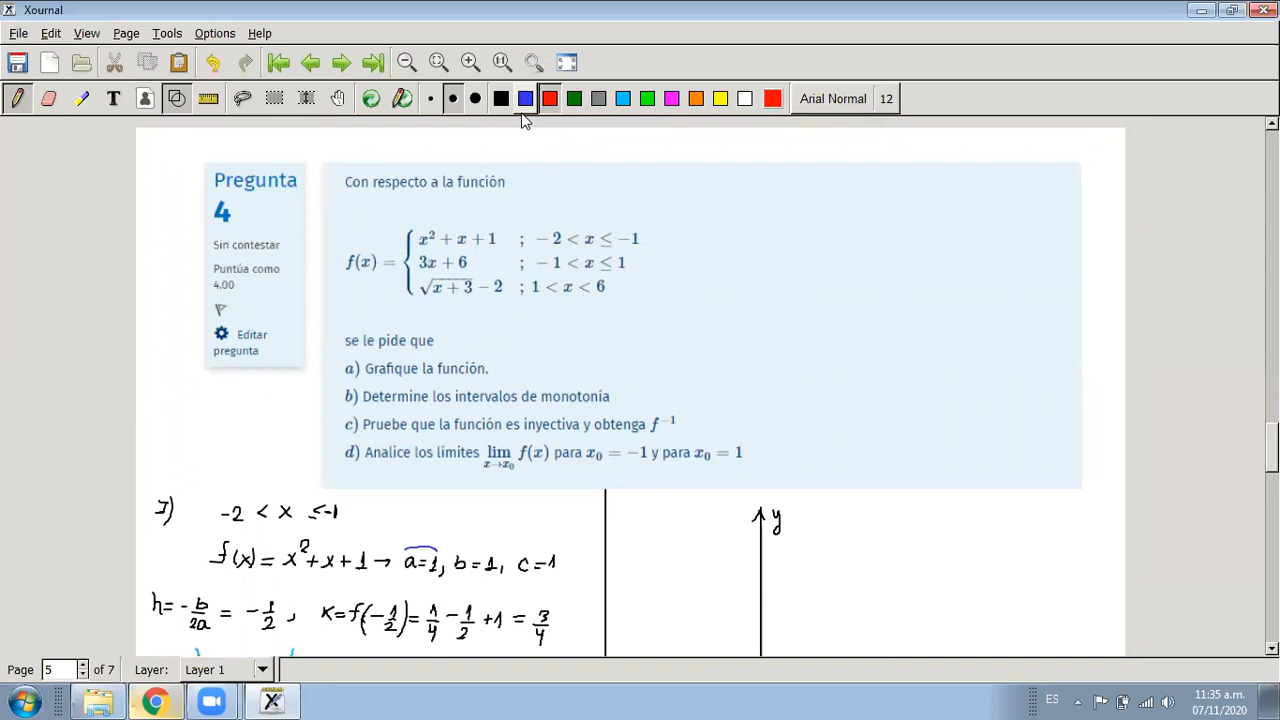 Xournal
File Edit View Page Tools Options Help
Arial Normal 12
Pregunta
4
Sin contestar
Puntúa como
4.00
Editar
pregunta
Con respecto a la función
f(x) = { x² + x + 1 ; −2 < x ≤ −1
3x + 6 ; −1 < x ≤ 1
√(x + 3) − 2 ; 1 < x < 6
se le pide que
a) Grafique la función.
b) Determine los intervalos de monotonía
c) Pruebe que la función es inyectiva y obtenga f⁻¹
d) Analice los límites lim x→x₀ f(x) para x₀ = −1 y para x₀ = 1
I) -2 < x ≤ -1
f(x) = x² + x + 1 → a=1, b=1, c=1
h = -b/2a = -1/2, K = f(-1/2) = 1/4 - 1/2 + 1 = 3/4
y
Page 5 of 7 Layer: Layer 1
ES 11:35 a.m.
07/11/2020